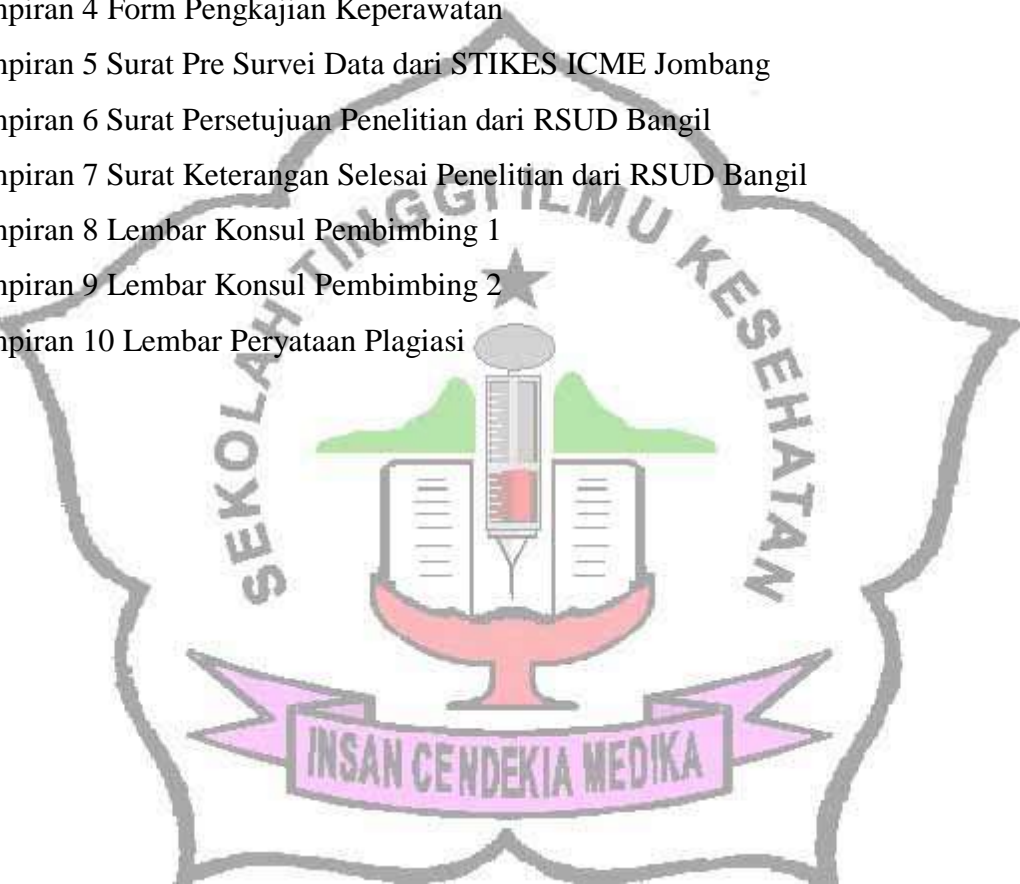 npiran 4 Form Pengkajian Keperawatan
npiran 5 Surat Pre Survei Data dari STIKES ICME Jombang
npiran 6 Surat Persetujuan Penelitian dari RSUD Bangil
npiran 7 Surat Keterangan Selesai Penelitian dari RSUD Bangil
npiran 8 Lembar Konsul Pembimbing 1
npiran 9 Lembar Konsul Pembimbing 2
npiran 10 Lembar Peryataan Plagiasi
SEKOLAH TINGGI ILMU KESEHATAN
INSAN CENDEKIA MEDIKA